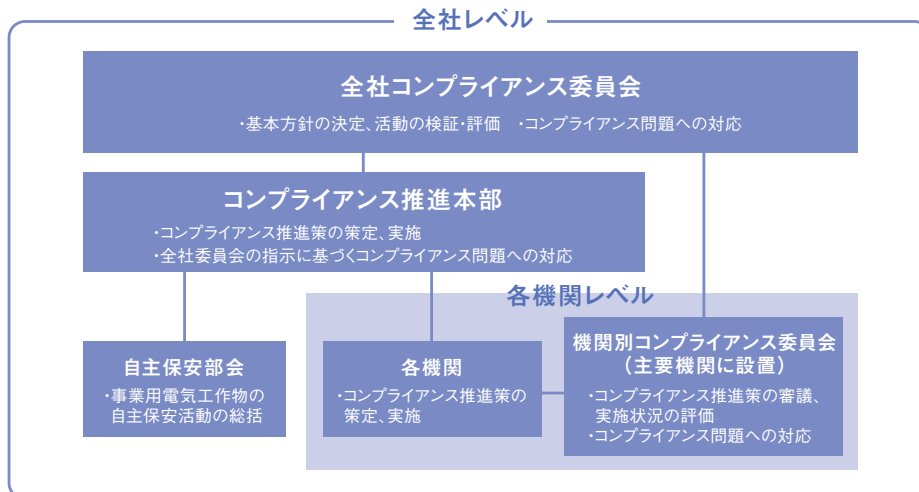 全社レベル
全社コンプライアンス委員会
・基本方針の決定、活動の検証・評価　・コンプライアンス問題への対応
コンプライアンス推進本部
・コンプライアンス推進策の策定、実施
・全社委員会の指示に基づくコンプライアンス問題への対応
各機関レベル
自主保安部会
・事業用電気工作物の
自主保安活動の総括
各機関
・コンプライアンス推進策の
策定、実施
機関別コンプライアンス委員会
（主要機関に設置）
・コンプライアンス推進策の審議、
実施状況の評価
・コンプライアンス問題への対応